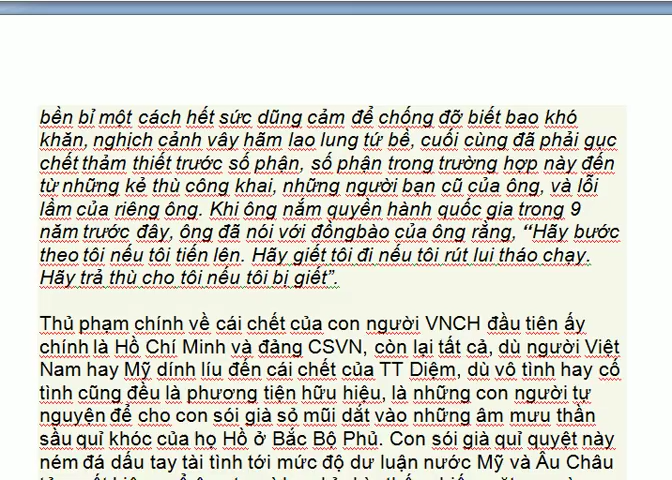 bền bỉ một cách hết sức dũng cảm để chống đỡ biết bao khó
khăn, nghịch cảnh vây hãm lao lung tứ bề, cuối cùng đã phải gục
chết thảm thiết trước số phận, số phận trong trường hợp này đến
từ những kẻ thù công khai, những người bạn cũ của ông, và lỗi
lầm của riêng ông. Khi ông nắm quyền hành quốc gia trong 9
năm trước đây, ông đã nói với đồngbào của ông rằng, “Hãy bước
theo tôi nếu tôi tiến lên. Hãy giết tôi đi nếu tôi rút lui tháo chạy.
Hãy trả thù cho tôi nếu tôi bị giết”.
Thủ phạm chính về cái chết của con người VNCH đầu tiên ấy
chính là Hồ Chí Minh và đảng CSVN, còn lại tất cả, dù người Việt
Nam hay Mỹ dính líu đến cái chết của TT Diệm, dù vô tình hay cố
tình cũng đều là phương tiện hữu hiệu, là những con người tự
nguyện để cho con sói già sỏ mũi dắt vào những âm mưu thần
sầu quỉ khóc của họ Hồ ở Bắc Bộ Phủ. Con sói già quỉ quyệt này
ném đá dấu tay tài tình tới mức độ dư luận nước Mỹ và Âu Châu